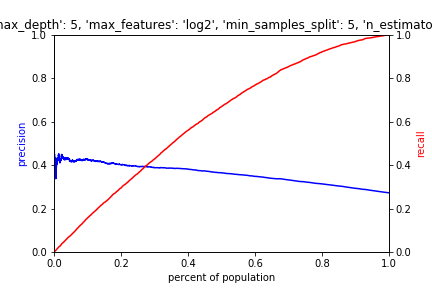 max_depth': 5, 'max_features': 'log2', 'min_samples_split': 5, 'n_estimato
1.0 1.0
0.8 0.8
0.6 0.6
0.4 0.4
0.2 0.2
0.0 0.0
precision
recall
0.0 0.2 0.4 0.6 0.8 1.0
percent of population